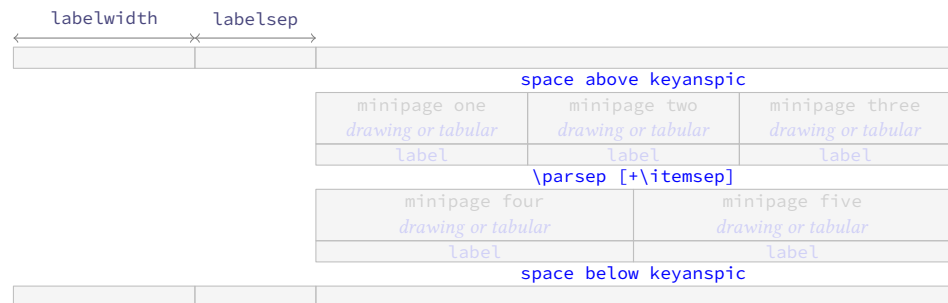 labelwidth labelsep
space above keyanspic
minipage one minipage two minipage three
drawing or tabular drawing or tabular drawing or tabular
label label label
\parsep [+\itemsep]
minipage four minipage five
drawing or tabular drawing or tabular
label label
space below keyanspic